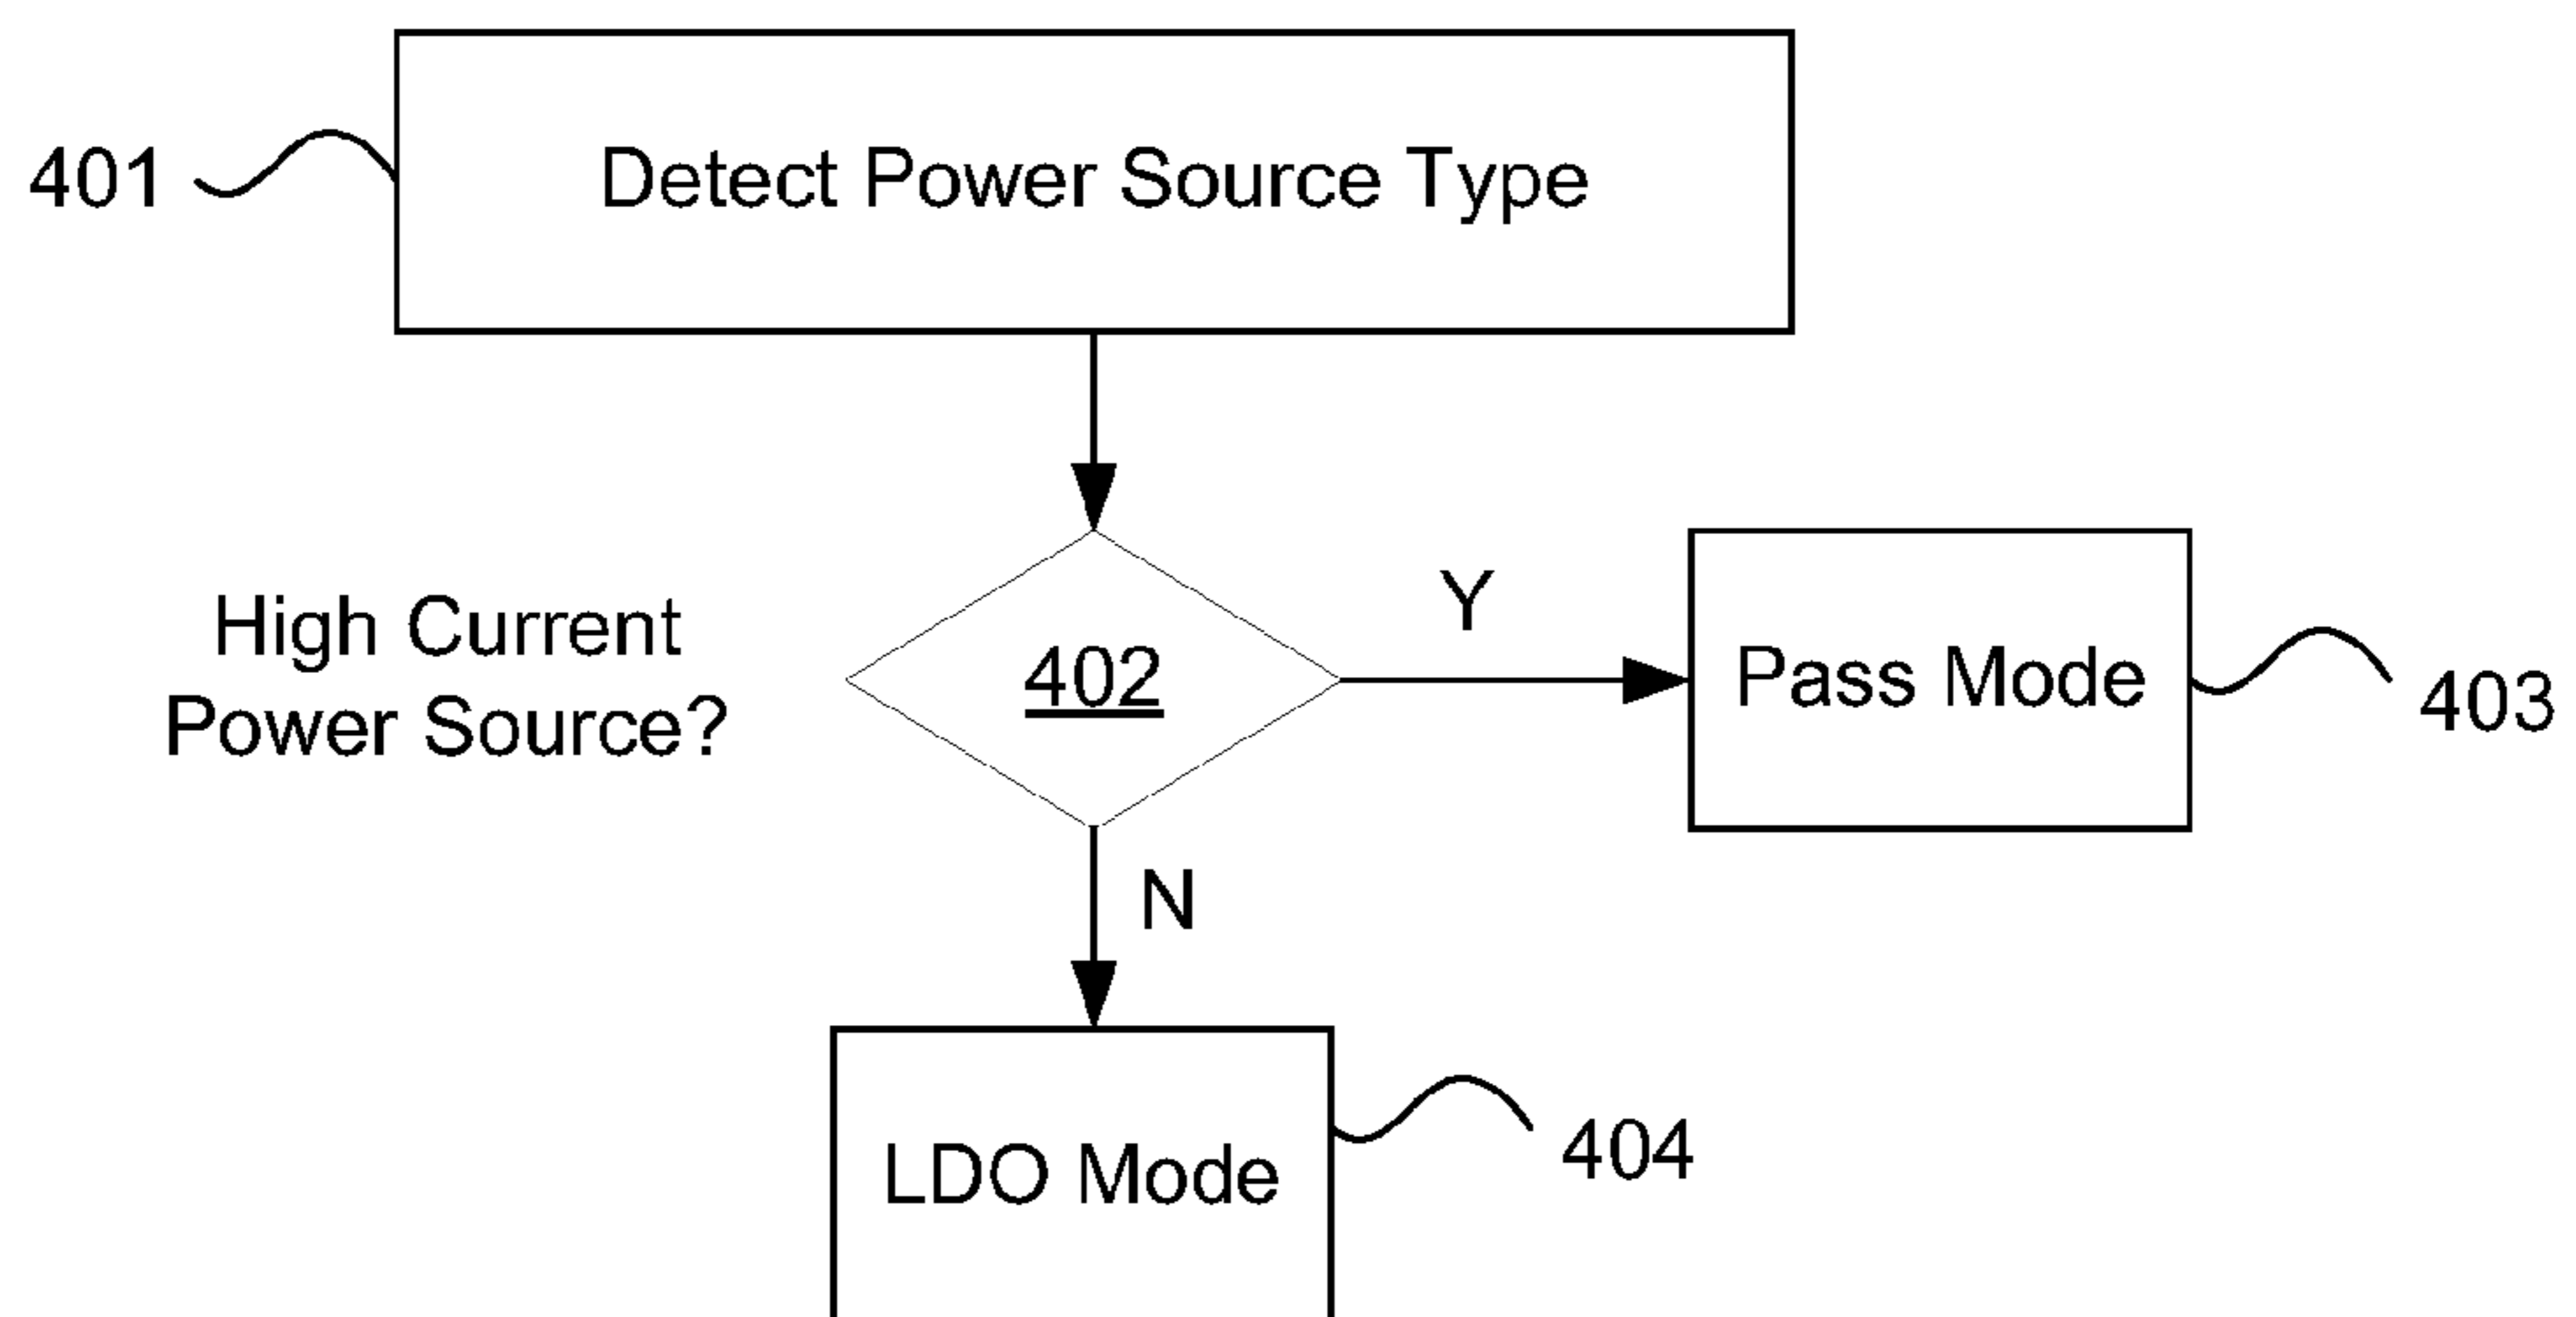 401
Detect Power Source Type
High Current
Power Source?
402
Y
Pass Mode
403
N
LDO Mode
404